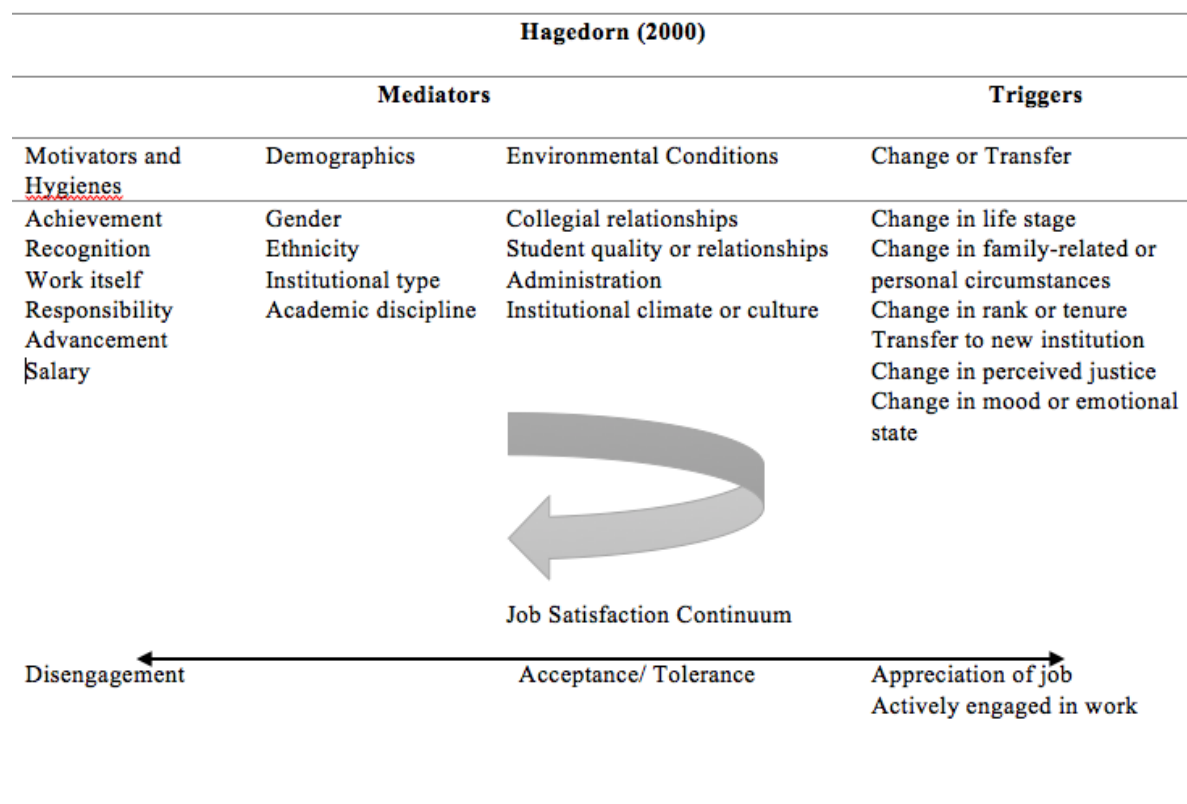 Hagedorn (2000)
Mediators
Triggers
Motivators and
Hygienes
Demographics
Environmental Conditions
Change or Transfer
Achievement
Recognition
Work itself
Responsibility
Advancement
Salary
Gender
Ethnicity
Institutional type
Academic discipline
Collegial relationships
Student quality or relationships
Administration
Institutional climate or culture
Change in life stage
Change in family-related or
personal circumstances
Change in rank or tenure
Transfer to new institution
Change in perceived justice
Change in mood or emotional
state
Job Satisfaction Continuum
Disengagement
Acceptance/ Tolerance
Appreciation of job
Actively engaged in work